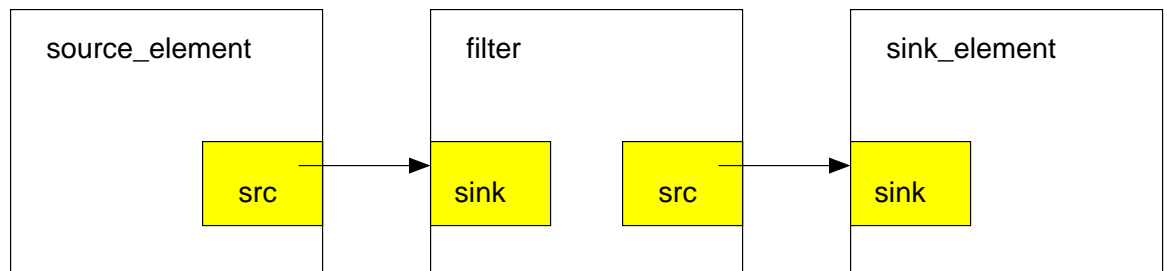 source_element
filter
sink_element
src
sink
src
sink